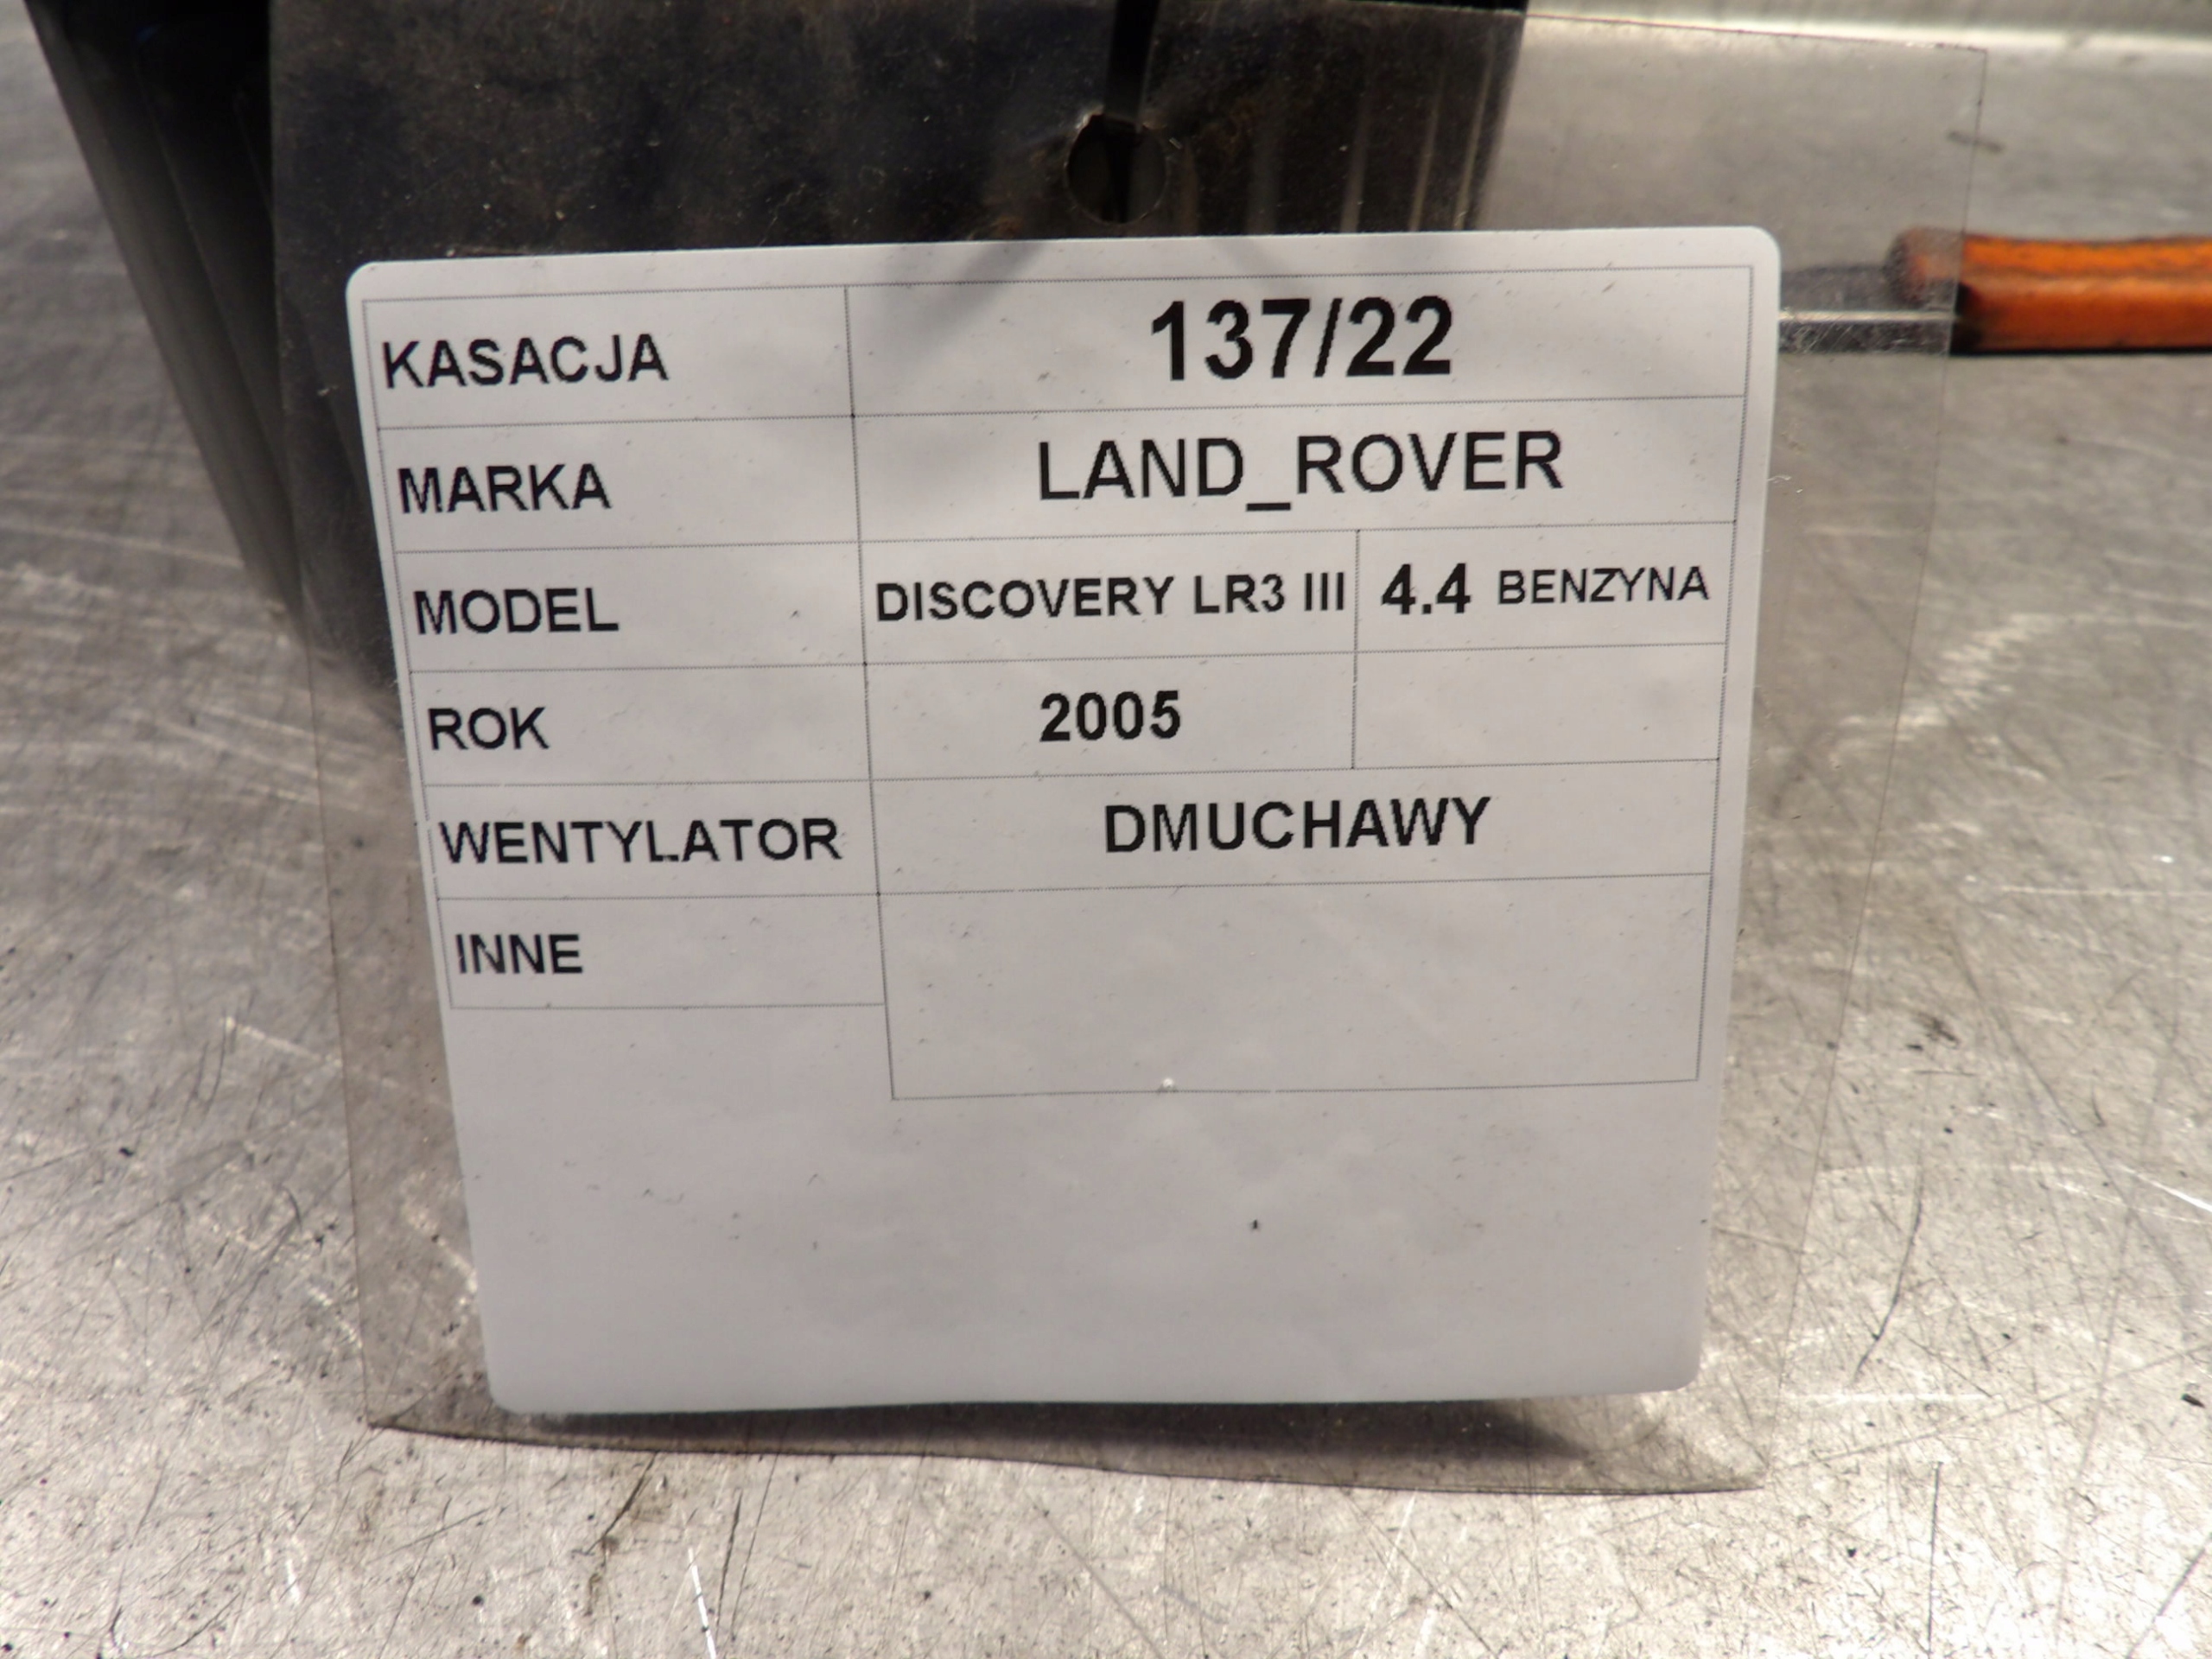 KASACJA 137/22
MARKA LAND_ROVER
MODEL DISCOVERY LR3 III 4.4 BENZYNA
ROK 2005
WENTYLATOR DMUCHAWY
INNE